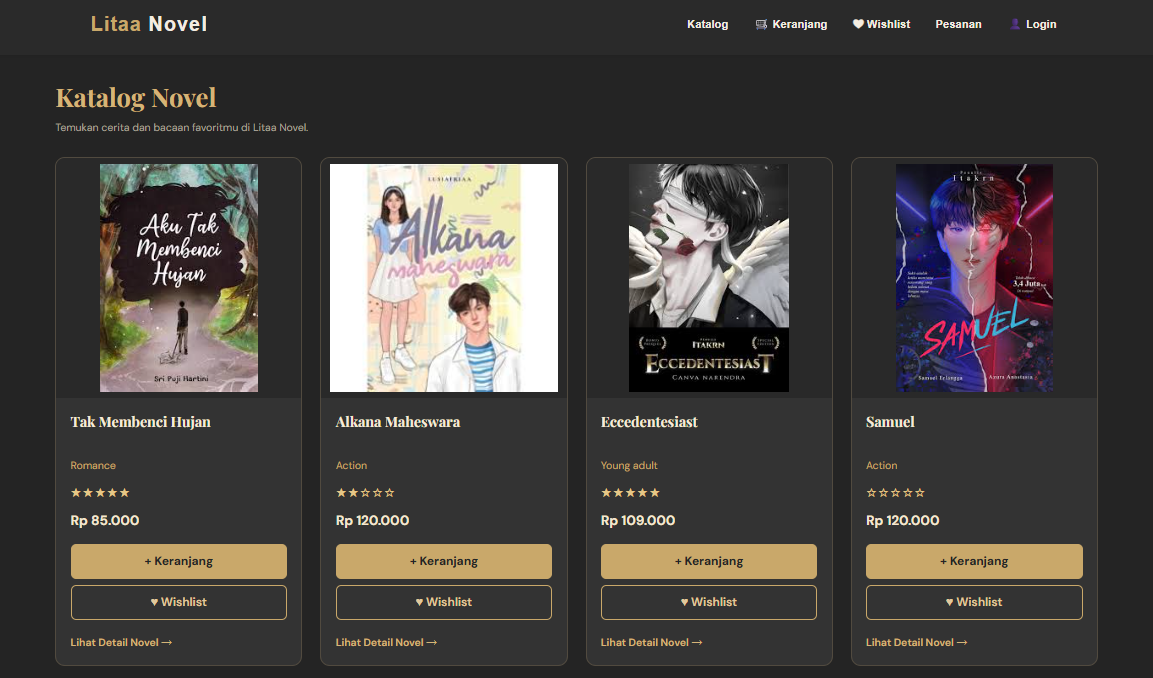 Litaa Novel
Katalog
Keranjang
Wishlist
Pesanan
Login
Katalog Novel
Temukan cerita dan bacaan favoritmu di Litaa Novel.
Aku Tak
Membenci
Hujan
Sri Puji Hartini
LUSIAFRIAA
Alkana
maheswara
ITAKRN
ECCEDENTESIAST
CANVA NARENDRA
Penulis
Itakrn
3,4 Juta
SAMUEL
Samuel Erlangga
Azura Anastasia
Tak Membenci Hujan
Romance
★★★★★
Rp 85.000
+ Keranjang
♥ Wishlist
Lihat Detail Novel →
Alkana Maheswara
Action
★★☆☆☆
Rp 120.000
+ Keranjang
♥ Wishlist
Lihat Detail Novel →
Eccedentesiast
Young adult
★★★★★
Rp 109.000
+ Keranjang
♥ Wishlist
Lihat Detail Novel →
Samuel
Action
☆☆☆☆☆
Rp 120.000
+ Keranjang
♥ Wishlist
Lihat Detail Novel →